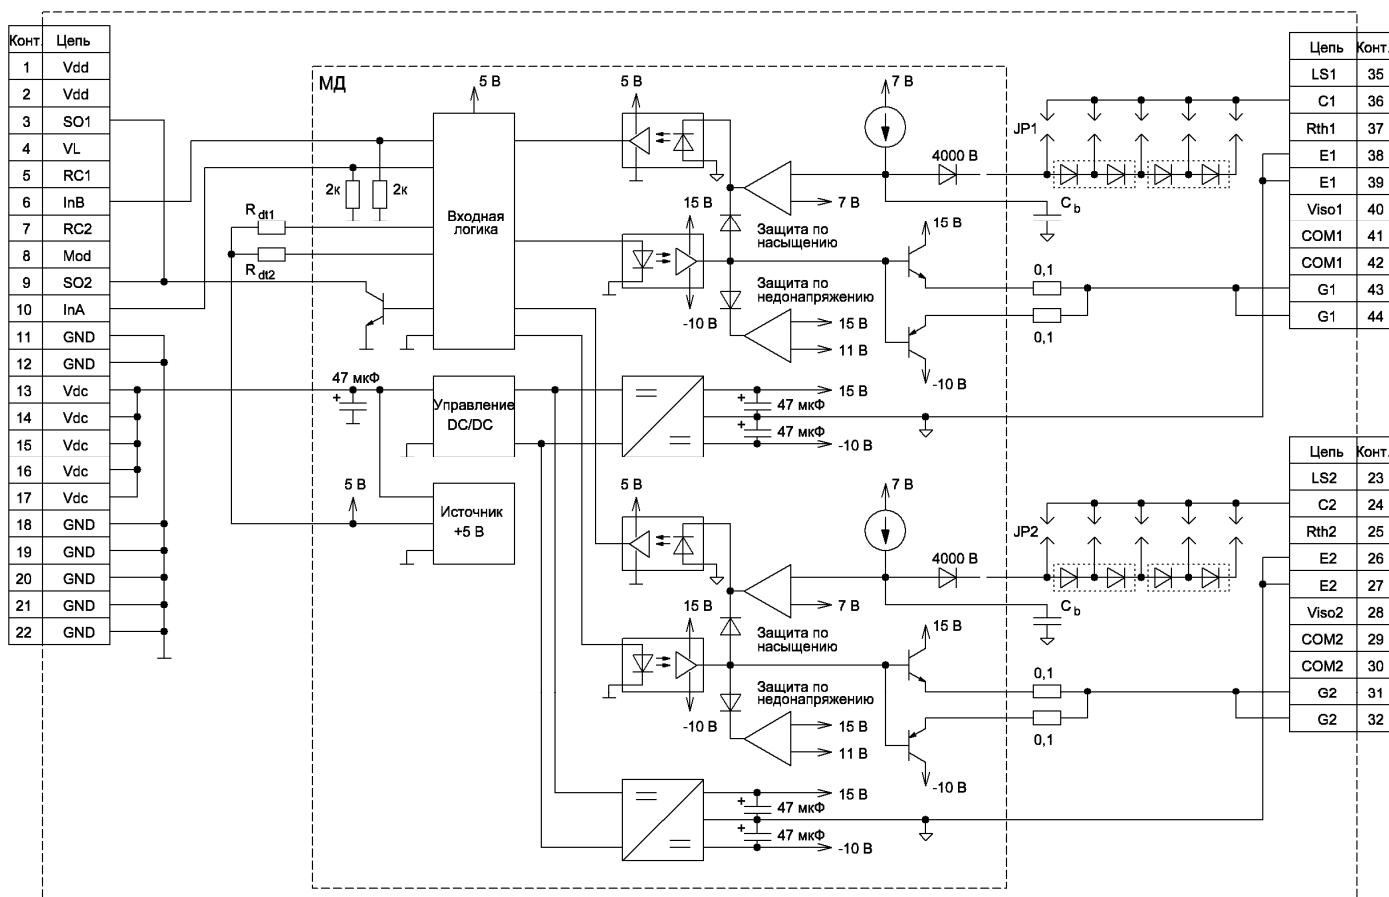 Конт. Цепь
1 Vdd
2 Vdd
3 SO1
4 VL
5 RC1
6 InB
7 RC2
8 Mod
9 SO2
10 InA
11 GND
12 GND
13 Vdc
14 Vdc
15 Vdc
16 Vdc
17 Vdc
18 GND
19 GND
20 GND
21 GND
22 GND
МД
5 В
2к 2к
Rdt1
Rdt2
Входная
логика
47 мкФ
+
Управление
DC/DC
5 В
Источник
+5 В
5 В
7 В
4000 В
7 В
15 В
Защита по
насыщению
15 В
Защита по
недонапряжению
-10 В
15 В
11 В
-10 В
0,1
0,1
Cb
JP1
+
47 мкФ
15 В
+
47 мкФ
-10 В
5 В
7 В
4000 В
7 В
15 В
Защита по
насыщению
15 В
Защита по
недонапряжению
-10 В
15 В
11 В
-10 В
0,1
0,1
Cb
JP2
+
47 мкФ
15 В
+
47 мкФ
-10 В
Цепь Конт.
LS1 35
C1 36
Rth1 37
E1 38
E1 39
Viso1 40
COM1 41
COM1 42
G1 43
G1 44
Цепь Конт.
LS2 23
C2 24
Rth2 25
E2 26
E2 27
Viso2 28
COM2 29
COM2 30
G2 31
G2 32